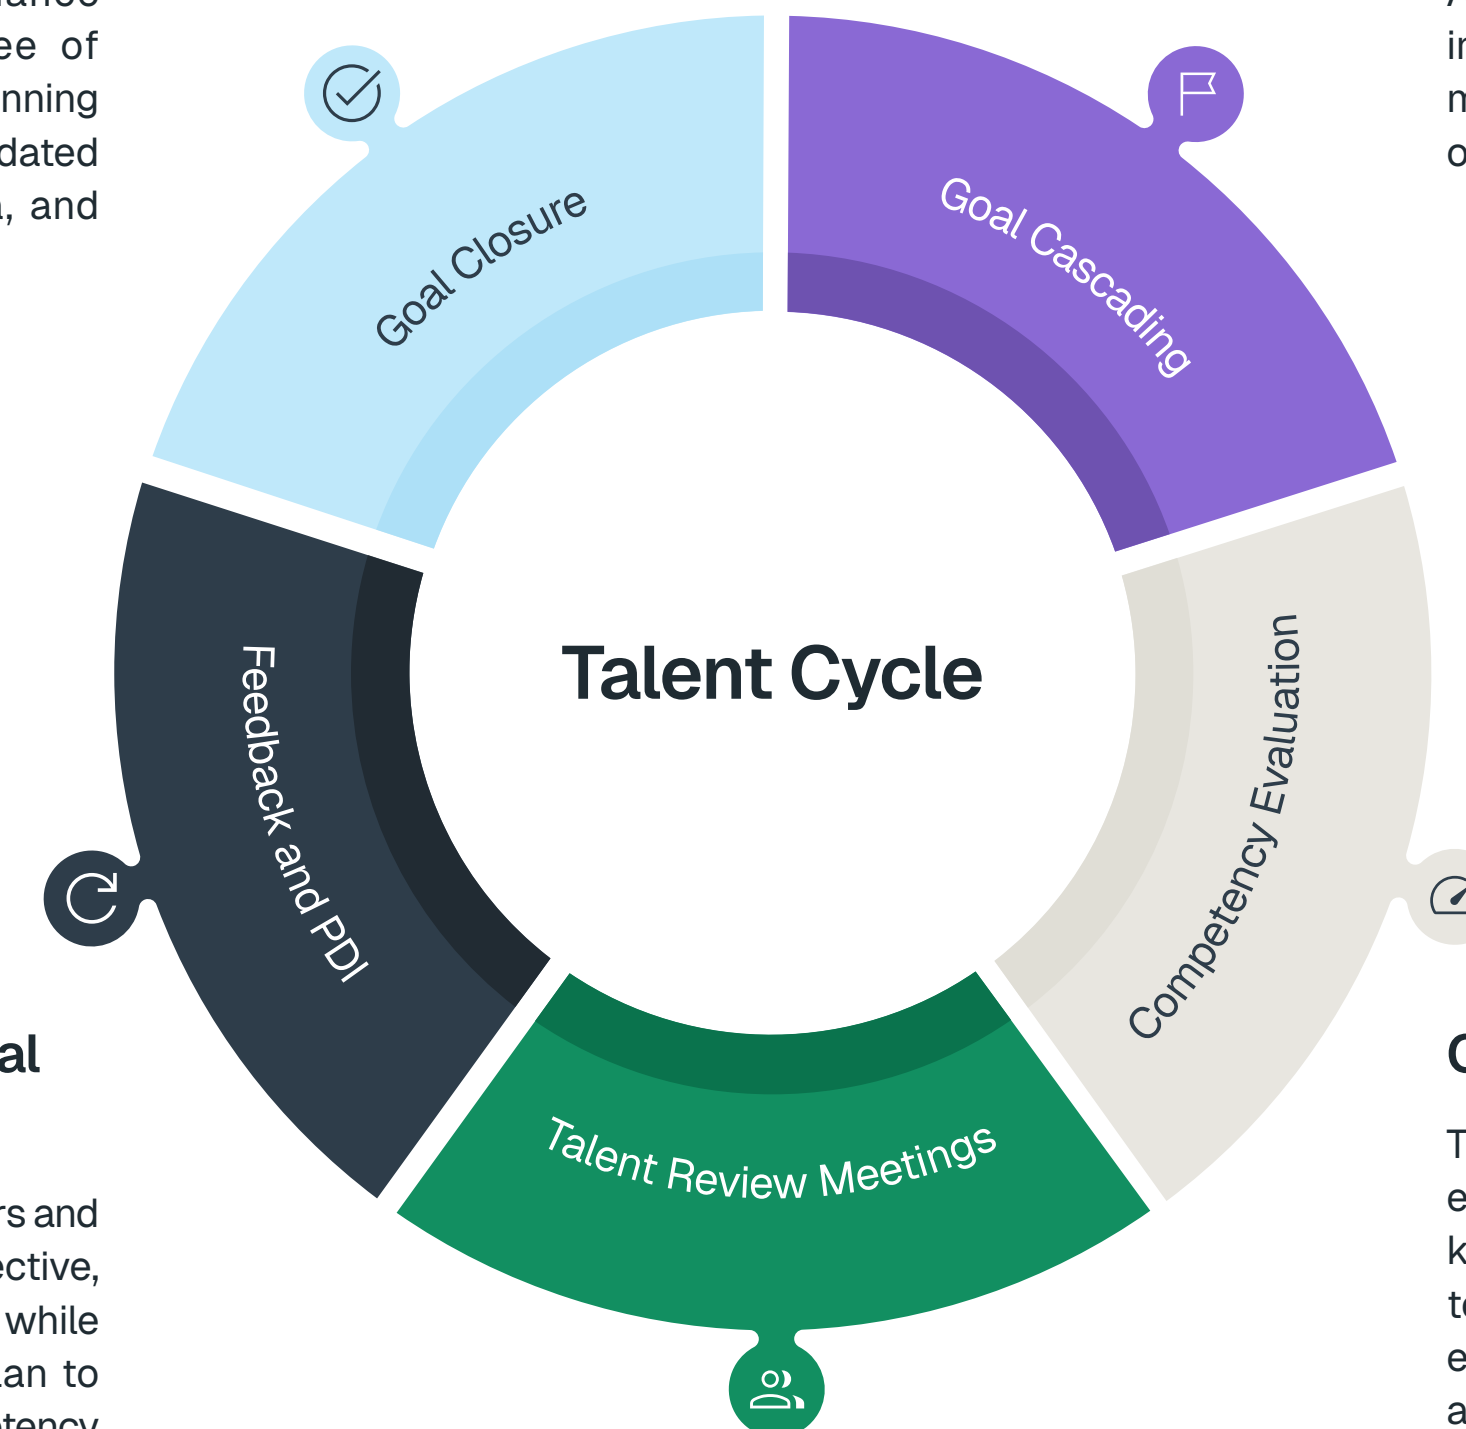 ee of
nning
dated
, and
Goal Closure
Goal Cascading
Talent Cycle
Feedback and PDI
Competency Evaluation
Talent Review Meetings
al
rs and
ective,
while
an to